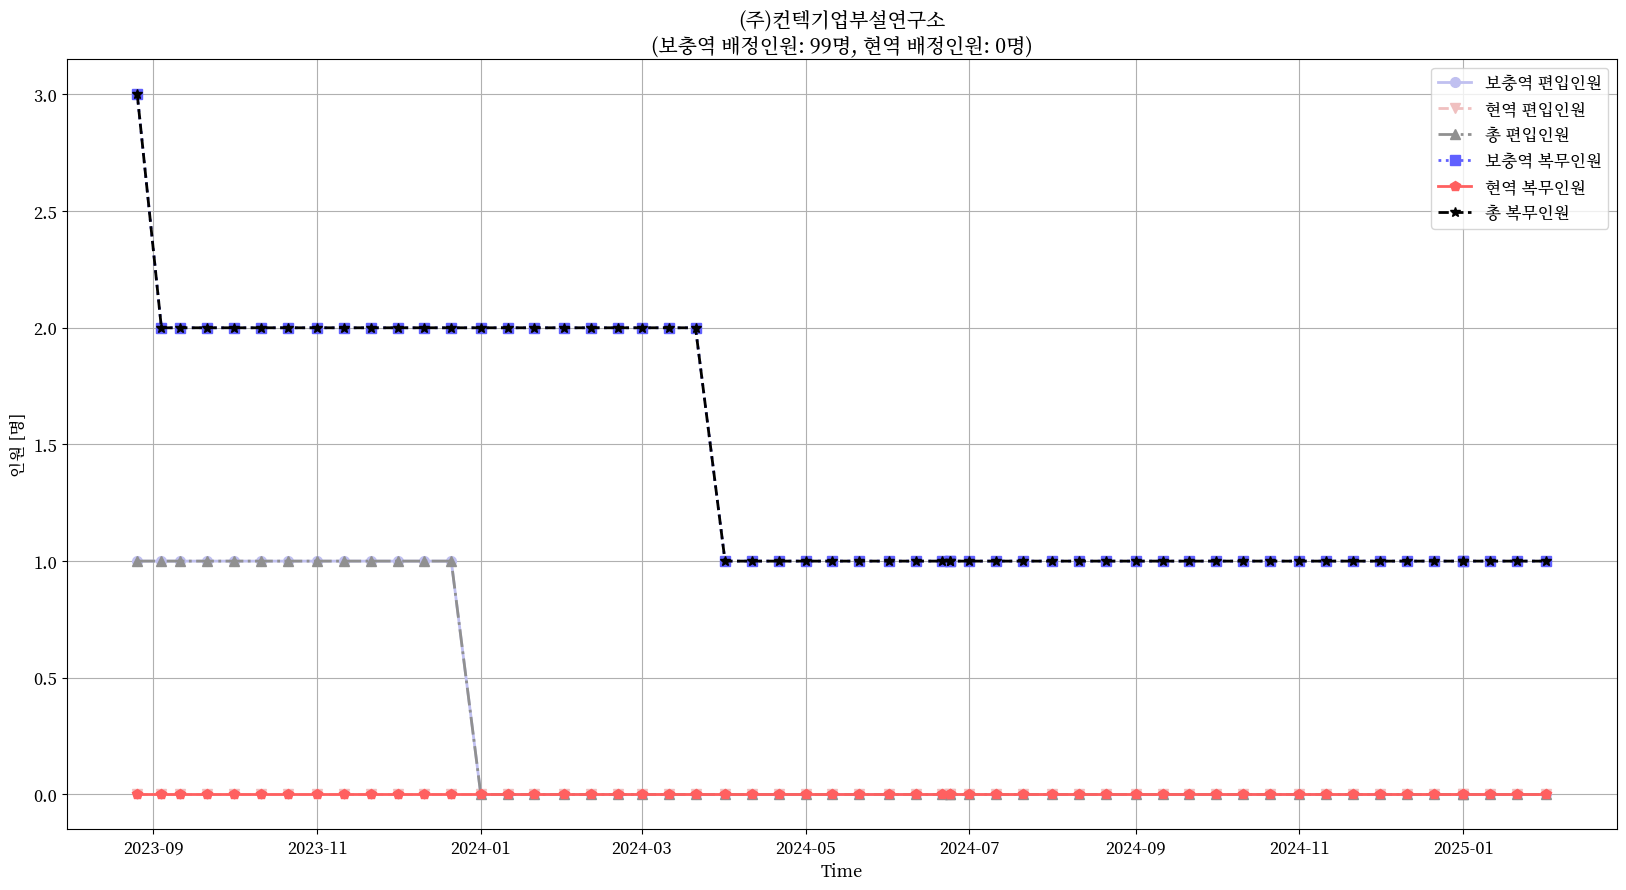 (주)컨텍기업부설연구소
(보충역 배정인원: 99명, 현역 배정인원: 0명)
보충역 편입인원
현역 편입인원
총 편입인원
보충역 복무인원
현역 복무인원
총 복무인원
인원 [명]
3.0
2.5
2.0
1.5
1.0
0.5
0.0
2023-09 2023-11 2024-01 2024-03 2024-05 2024-07 2024-09 2024-11 2025-01
Time